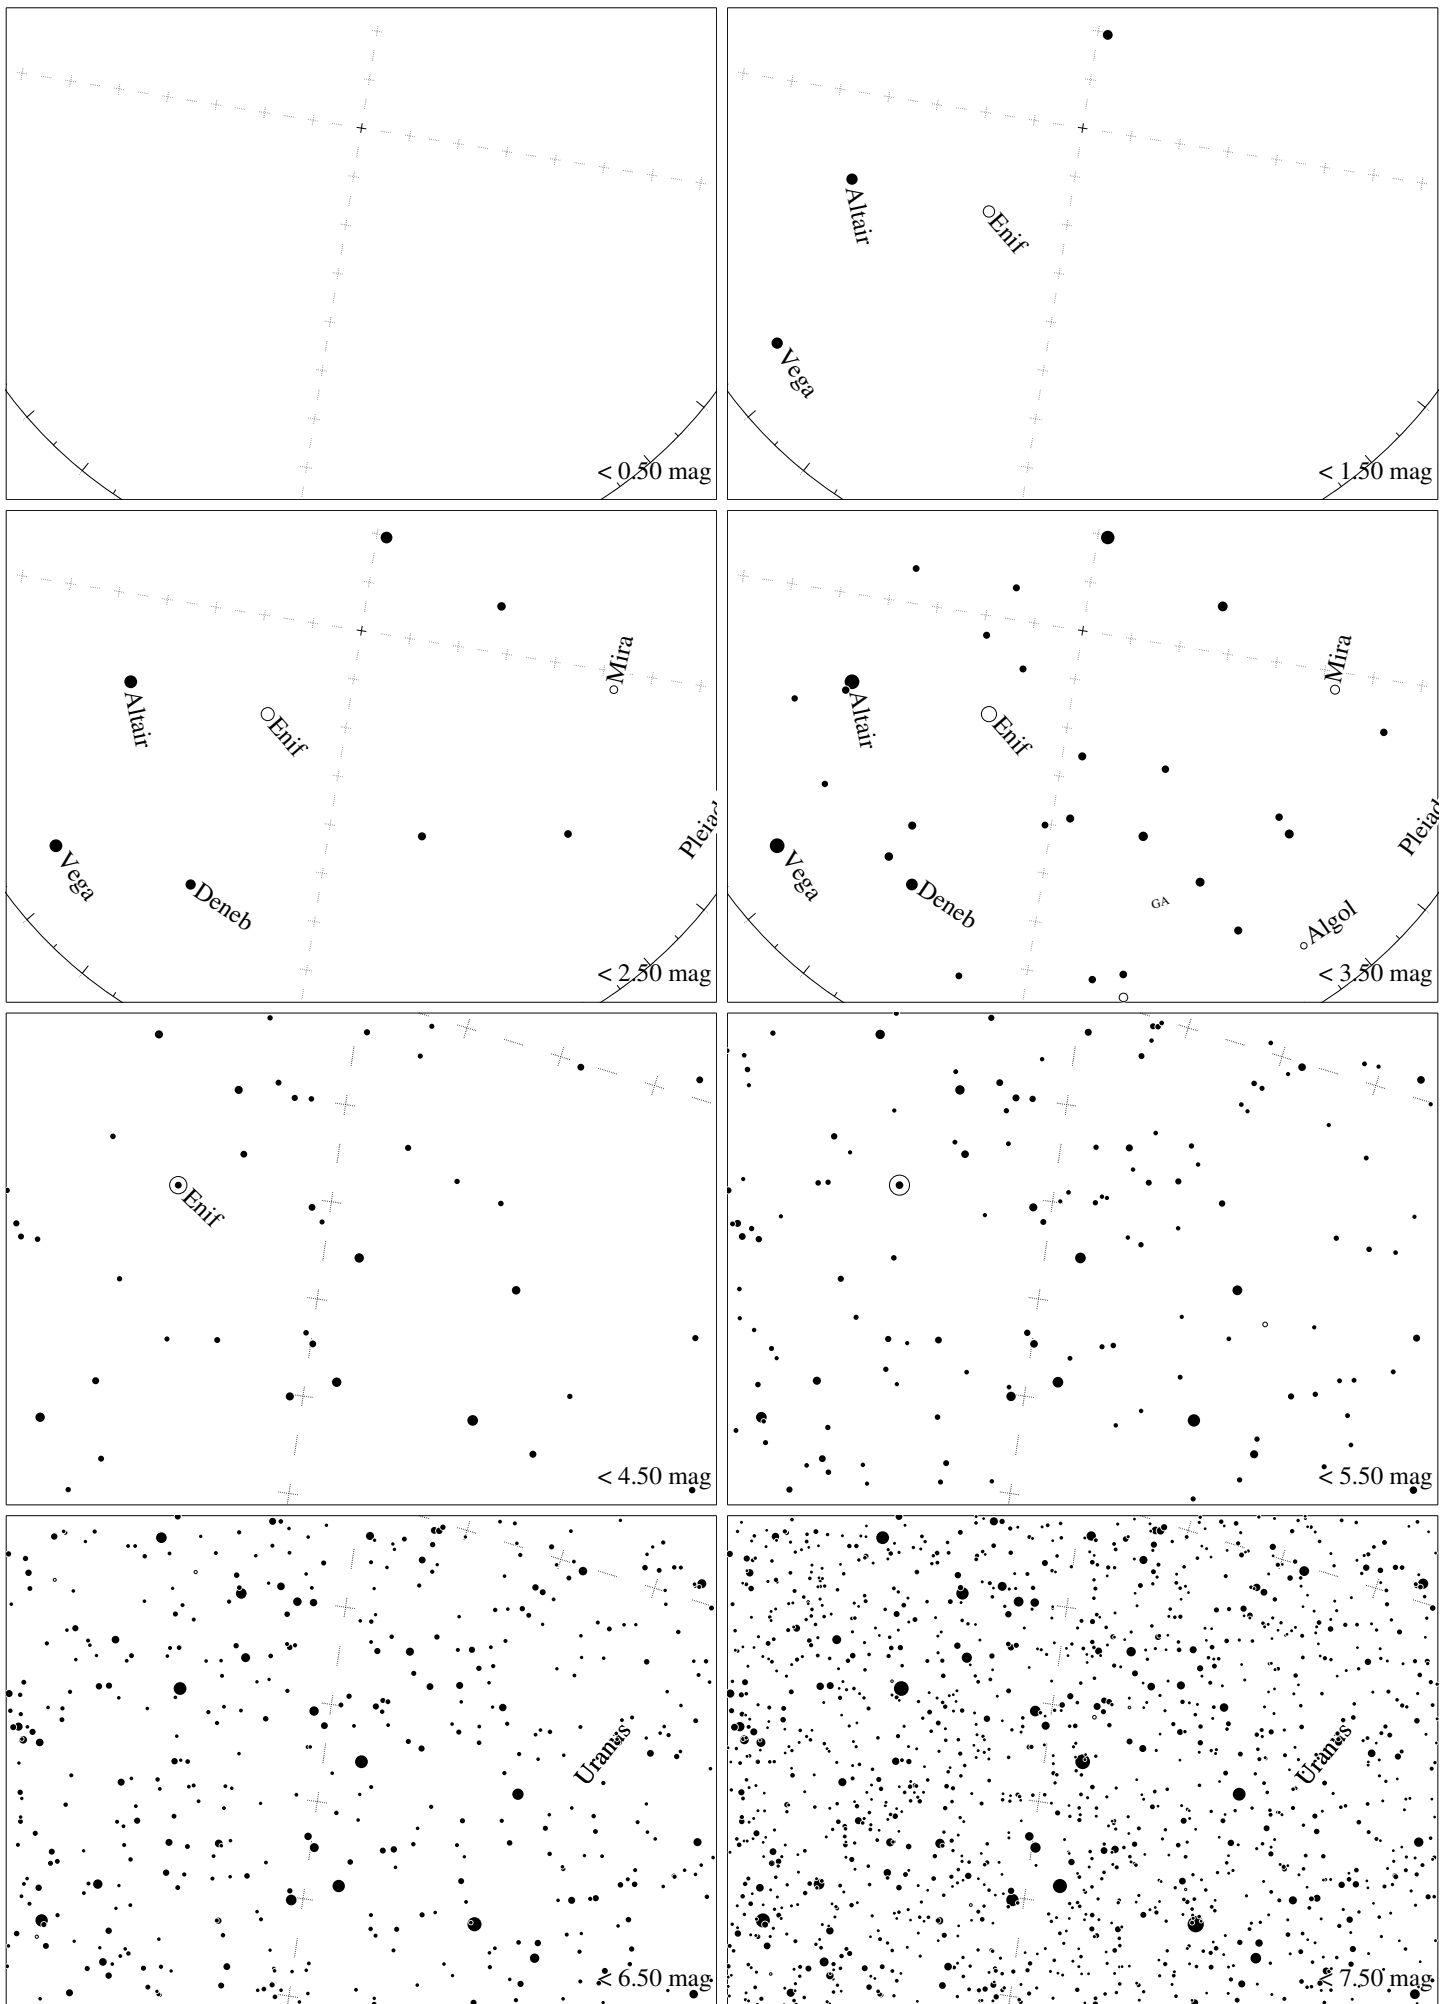 < 0.50 mag
Altair
Enif
Vega
< 1.50 mag
Mira
Altair
Enif
Pleiad
Vega
Deneb
< 2.50 mag
Mira
Altair
Enif
Pleiad
Vega
Deneb
GA
Algol
< 3.50 mag
Enif
< 4.50 mag
< 5.50 mag
Uranus
< 6.50 mag
Uranus
< 7.50 mag